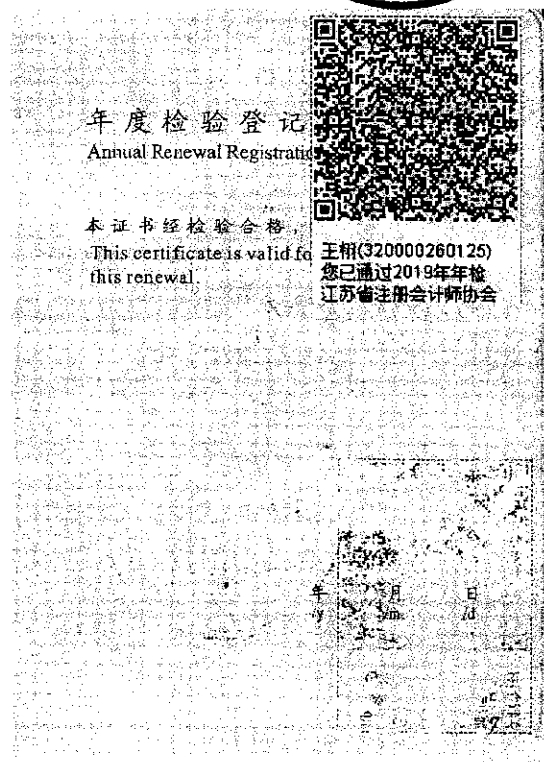 年度检验登记
Annual Renewal Registratio
本证书经检验合格，
This certificate is valid fo
this renewal.
王栩(320000260125)
您已通过2019年年检
江苏省注册会计师协会
年 月 日
y /m /d